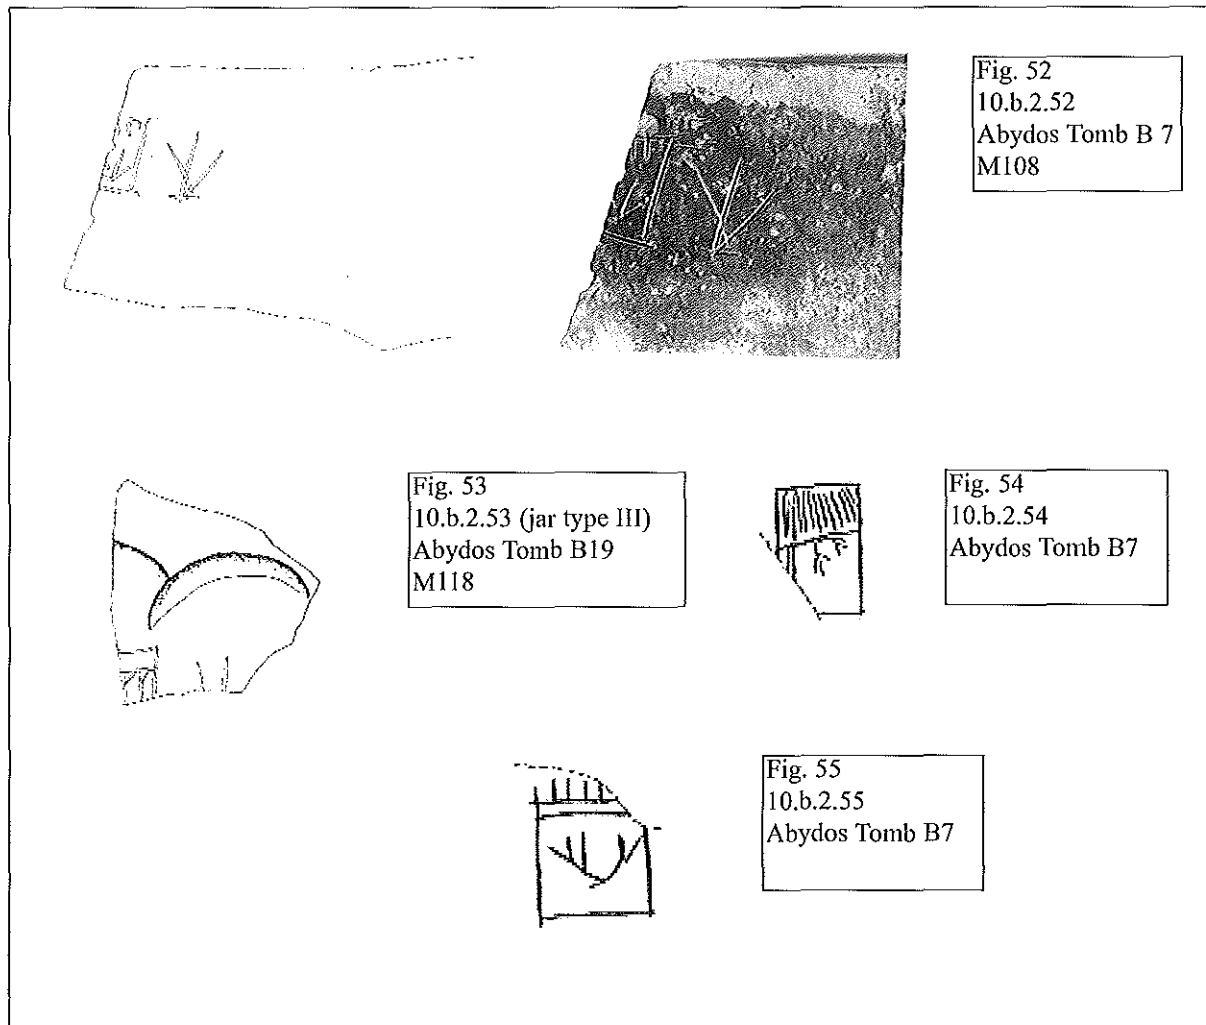 Fig. 52
10.b.2.52
Abydos Tomb B 7
M108
Fig. 53
10.b.2.53 (jar type III)
Abydos Tomb B19
M118
Fig. 54
10.b.2.54
Abydos Tomb B7
Fig. 55
10.b.2.55
Abydos Tomb B7